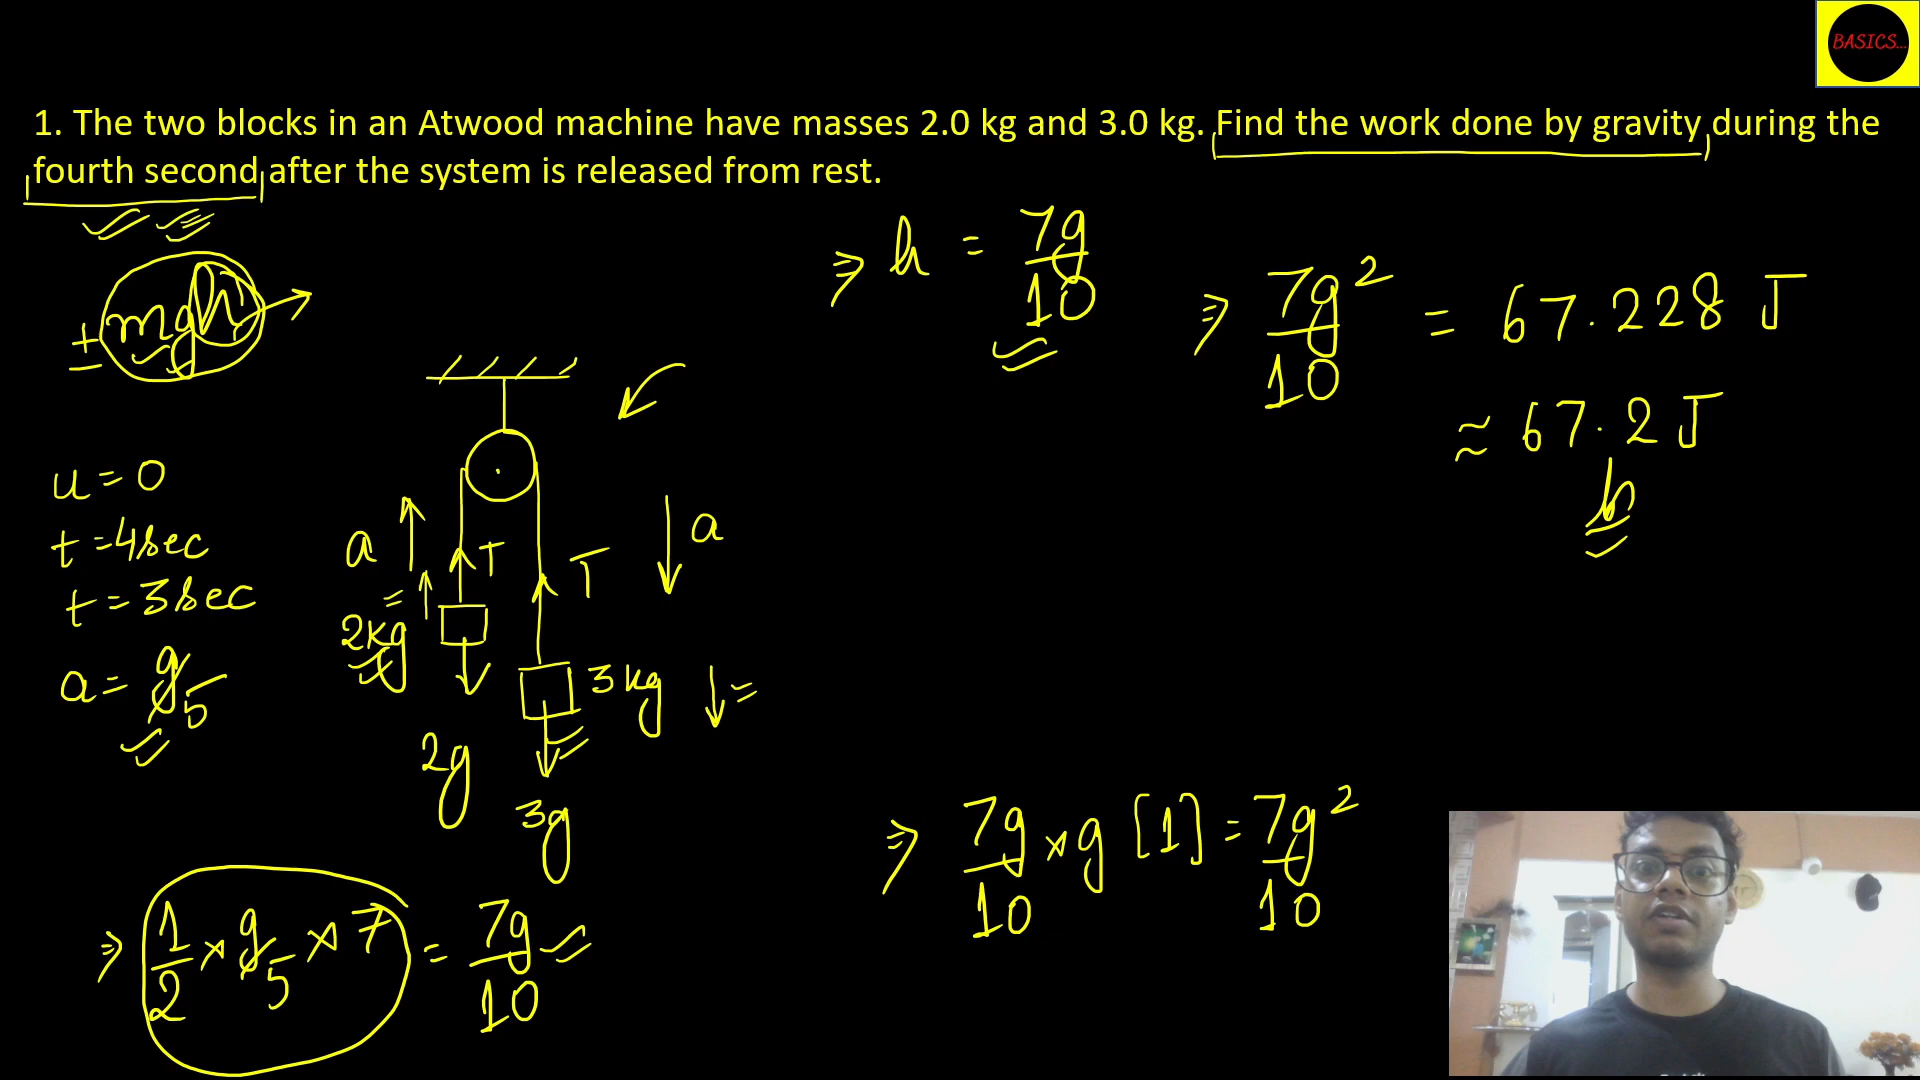 BASICS...
1. The two blocks in an Atwood machine have masses 2.0 kg and 3.0 kg. Find the work done by gravity during the
fourth second after the system is released from rest.
± mgh
⇒ h = 7g/10
⇒ 7g²/10 = 67.228 J
≈ 67.2 J
u = 0
t = 4sec
t = 3sec
a = g/5
a
T
T
a
2kg
3kg
2g
3g
⇒ 1/2 × g/5 × 7 = 7g/10
⇒ 7g/10 × g [1] = 7g²/10